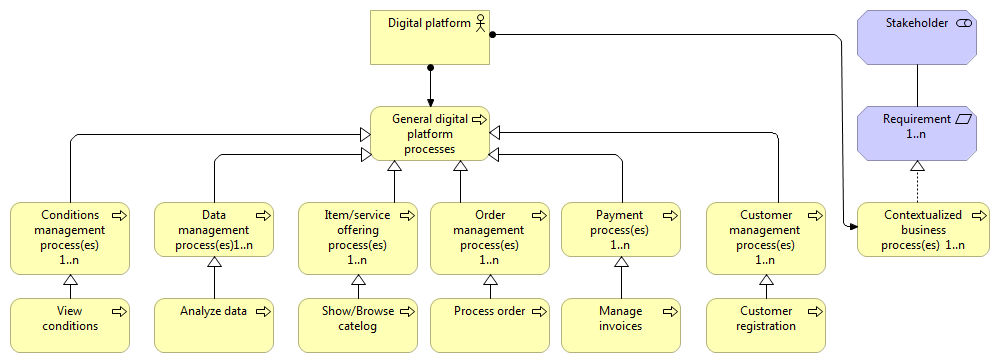 Digital platform
Stakeholder
General digital
platform
processes
Requirement
1..n
Conditions
management
process(es)
1..n
Data
management
process(es)1..n
Item/service
offering
process(es)
1..n
Order
management
process(es)
1..n
Payment
process(es)
1..n
Customer
management
process(es)
1..n
Contextualized
business
process(es) 1..n
View
conditions
Analyze data
Show/Browse
catelog
Process order
Manage
invoices
Customer
registration